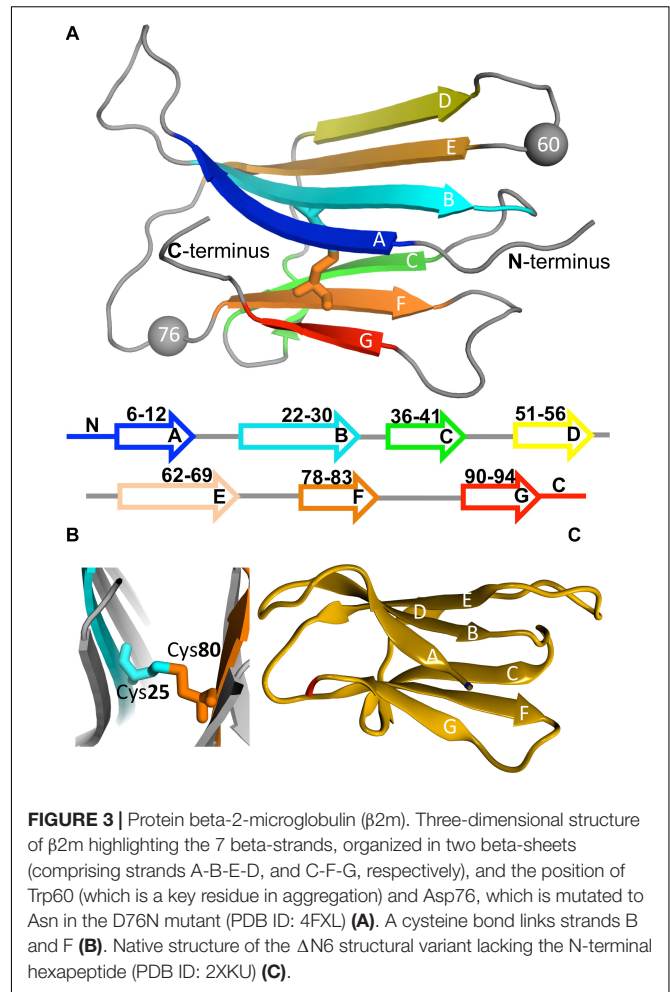 A
D
E
60
B
A
C-terminus
N-terminus
C
F
76
G
N 6-12 22-30 36-41 51-56
A B C D
62-69 78-83 90-94 C
E F G
B C
Cys80
Cys25
E
D
B
A
C
F
G
FIGURE 3 | Protein beta-2-microglobulin (β2m). Three-dimensional structure
of β2m highlighting the 7 beta-strands, organized in two beta-sheets
(comprising strands A-B-E-D, and C-F-G, respectively), and the position of
Trp60 (which is a key residue in aggregation) and Asp76, which is mutated to
Asn in the D76N mutant (PDB ID: 4FXL) (A). A cysteine bond links strands B
and F (B). Native structure of the ΔN6 structural variant lacking the N-terminal
hexapeptide (PDB ID: 2XKU) (C).